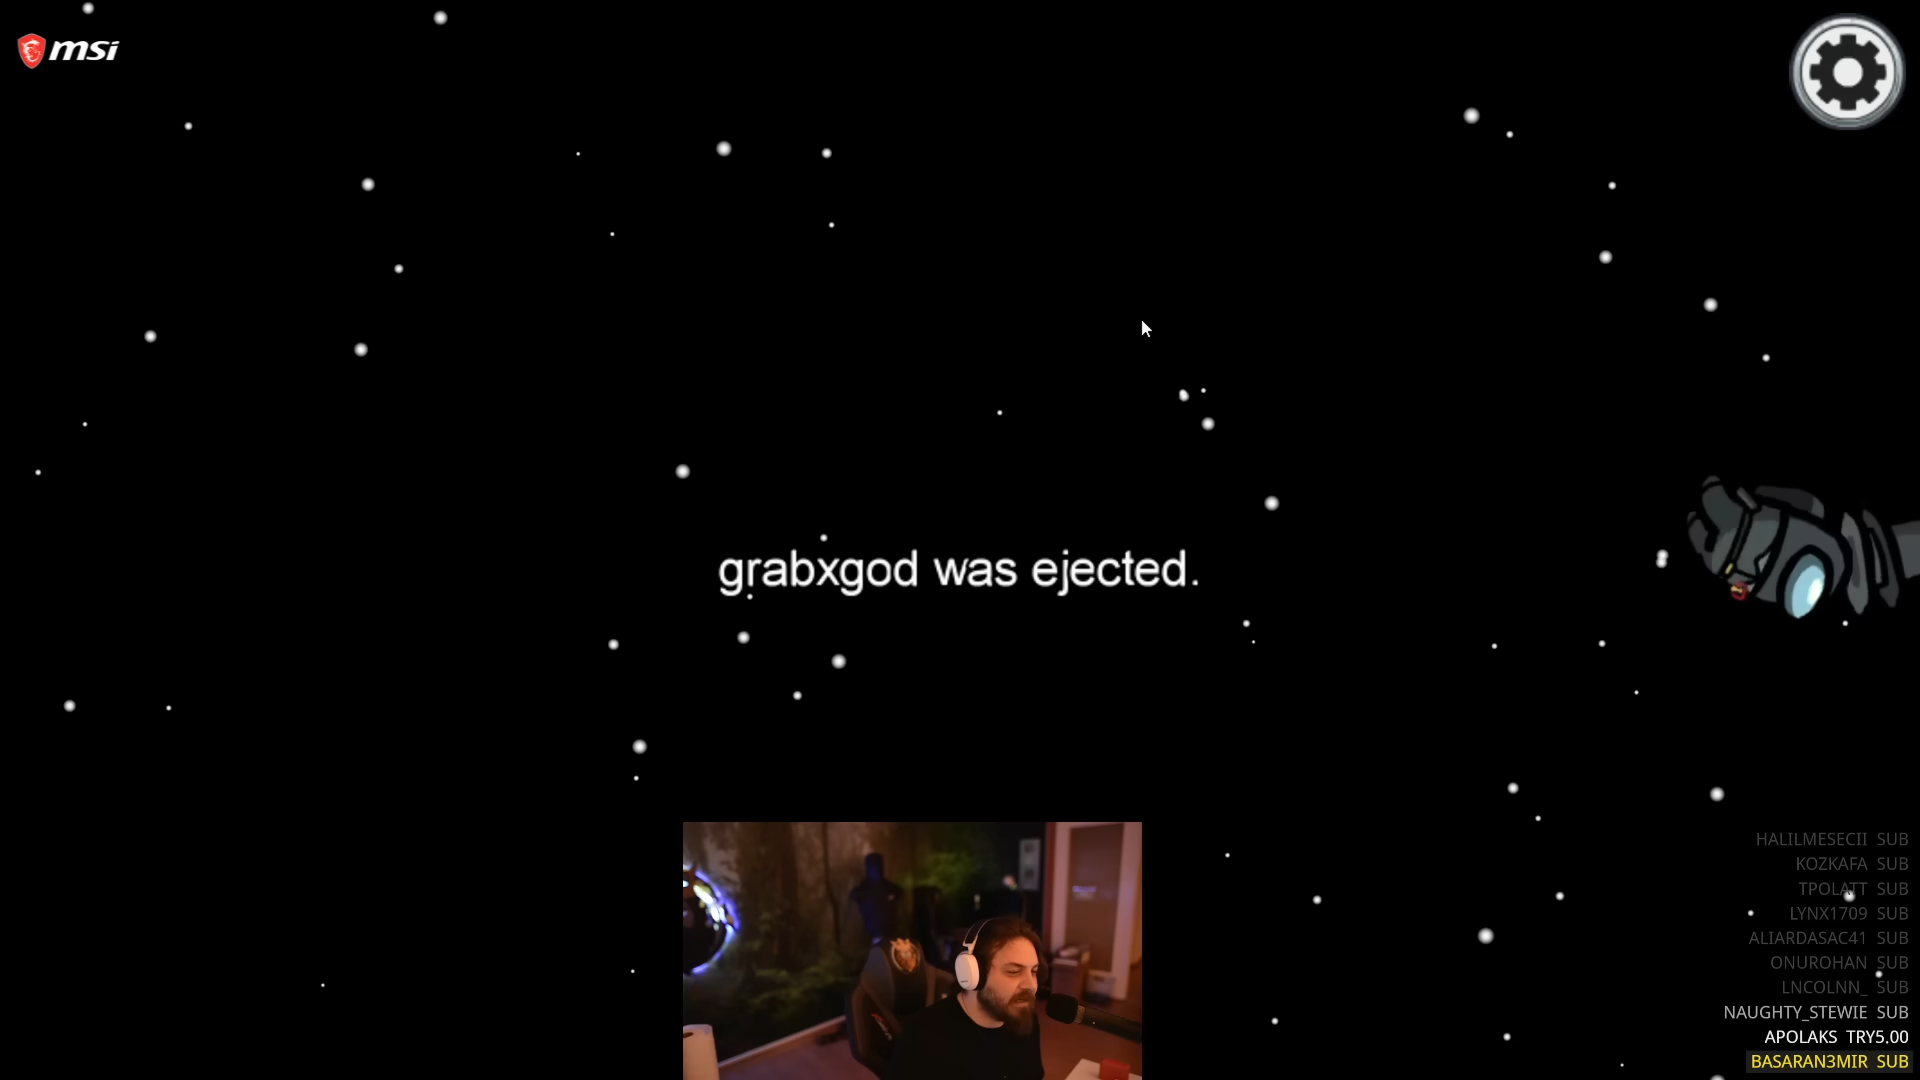 msi
grabxgod was ejected.
HALILMESECII SUB
KOZKAFA SUB
TPOLATT SUB
LYNX1709 SUB
ALIARDASAC41 SUB
ONUROHAN SUB
LNCOLNN_ SUB
NAUGHTY_STEWIE SUB
APOLAKS TRY5.00
BASARAN3MIR SUB